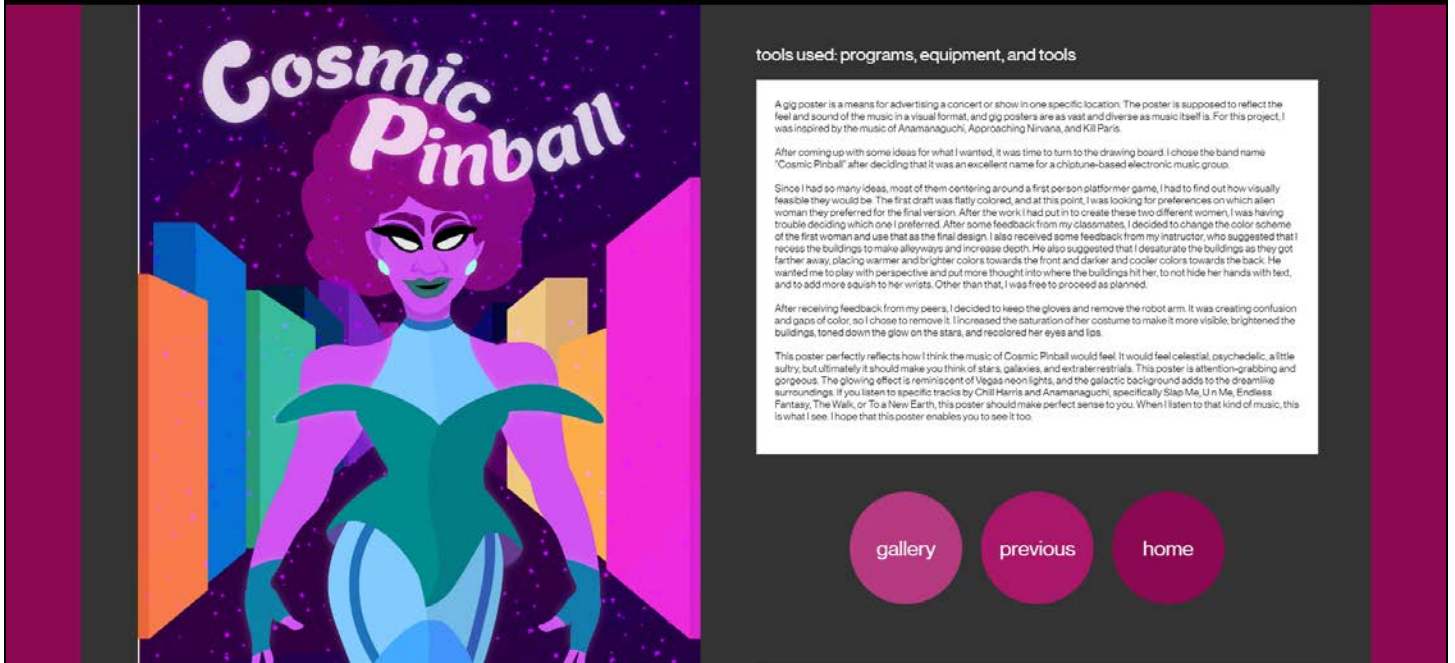 Cosmic
Pinball
tools used: programs, equipment, and tools
A gig poster is a means for advertising a concert or show in one specific location. The poster is supposed to reflect the
feel and sound of the music in a visual format, and gig posters are as vast and diverse as music itself is. For this project, I
was inspired by the music of Anamanaguchi, Approaching Nirvana, and Kill Paris.
After coming up with some ideas for what I wanted, it was time to turn to the drawing board. I chose the band name
"Cosmic Pinball" after deciding that it was an excellent name for a chiptune-based electronic music group.
Since I had so many ideas, most of them centering around a first person platformer game, I had to find out how visually
feasible they would be. The first draft was flatly colored, and at this point, I was looking for preferences on which alien
woman they preferred for the final version. After the work I had put in to create these two different women, I was having
trouble deciding which one I preferred. After some feedback from my classmates, I decided to change the color scheme
of the first woman and use that as the final design. I also received some feedback from my instructor, who suggested that I
recess the buildings to make alleyways and increase depth. He also suggested that I desaturate the buildings as they got
farther away, placing warmer and brighter colors towards the front and darker and cooler colors towards the back. He
wanted me to play with perspective and put more thought into where the buildings hit her, to not hide her hands with text,
and to add more squish to her wrists. Other than that, I was free to proceed as planned.
After receiving feedback from my peers, I decided to keep the gloves and remove the robot arm. It was creating confusion
and gaps of color, so I chose to remove it. I increased the saturation of her costume to make it more visible, brightened the
buildings, toned down the glow on the stars, and recolored her eyes and lips.
This poster perfectly reflects how I think the music of Cosmic Pinball would feel. It would feel celestial, psychedelic, a little
sultry, but ultimately it should make you think of stars, galaxies, and extraterrestrials. This poster is attention-grabbing and
gorgeous. The glowing effect is reminiscent of Vegas neon lights, and the galactic background adds to the dreamlike
surroundings. If you listen to specific tracks by Chill Harris and Anamanaguchi, specifically Slap Me, U n Me, Endless
Fantasy, The Walk, or To a New Earth, this poster should make perfect sense to you. When I listen to that kind of music, this
is what I see. I hope that this poster enables you to see it too.
gallery
previous
home